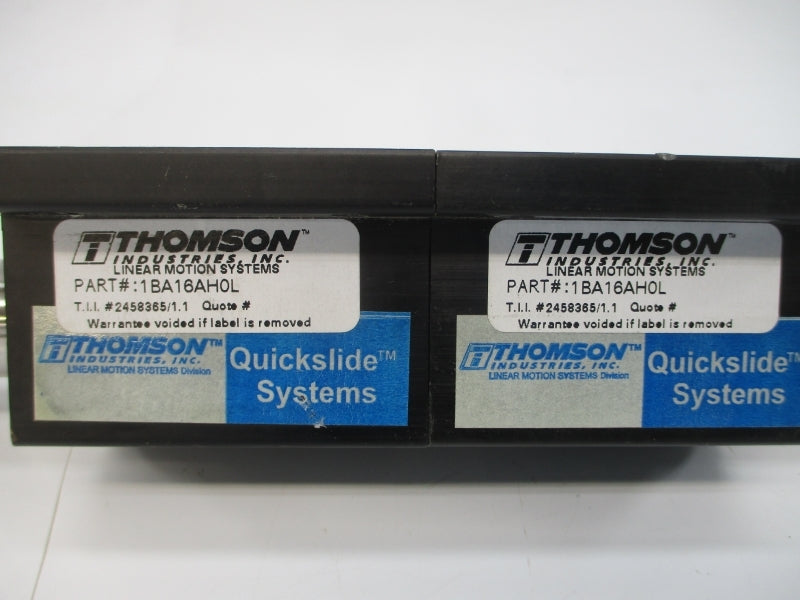 THOMSON™
INDUSTRIES, INC.
LINEAR MOTION SYSTEMS
PART#:1BA16AH0L
T.I.I. #2458365/1.1 Quote #
Warrantee voided if label is removed
THOMSON™
INDUSTRIES, INC.
LINEAR MOTION SYSTEMS Division
Quickslide™
Systems
THOMSON™
INDUSTRIES, INC.
LINEAR MOTION SYSTEMS
PART#:1BA16AH0L
T.I.I. #2458365/1.1 Quote #
Warrantee voided if label is removed
THOMSON™
INDUSTRIES, INC.
LINEAR MOTION SYSTEMS Division
Quickslide™
Systems